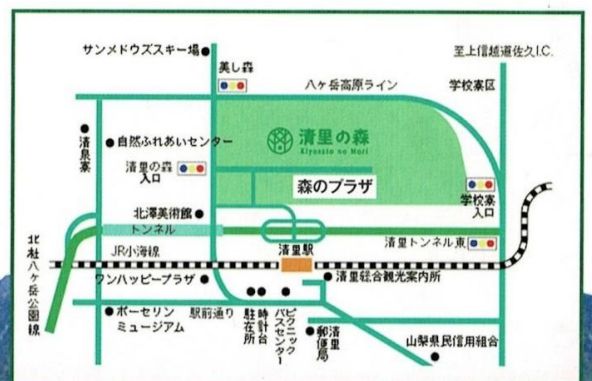 サンメドウズスキー場
至上信越道佐久I.C.
美し森
八ヶ岳高原ライン
学校寮区
清泉寮
自然ふれあいセンター
清里の森
Kiyosato no Mori
清里の森
入口
森のプラザ
学校寮
入口
北澤美術館
トンネル
清里駅
清里トンネル東
北杜八ヶ岳公園線
JR小海線
ワンハッピープラザ
清里総合観光案内所
ポーセリン
ミュージアム
駅前通り
駐在所
時計台
ピクニック
バスセンター
清里
郵便局
山梨県民信用組合